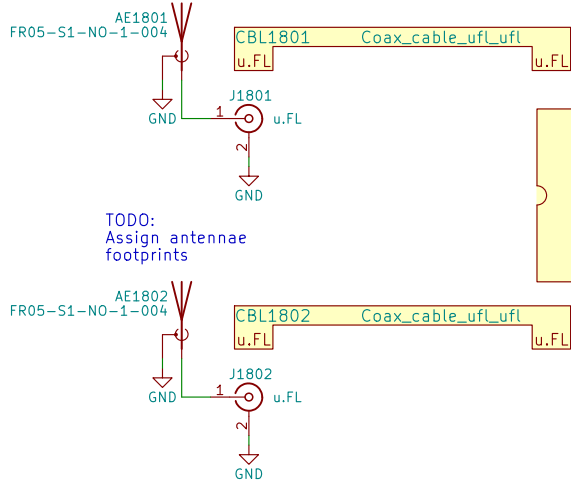 AE1801
FR05-S1-NO-1-004
CBL1801 Coax_cable_ufl_ufl
u.FL u.FL
J1801
GND 1 u.FL
2
GND
TODO:
Assign antennae
footprints
AE1802
FR05-S1-NO-1-004
CBL1802 Coax_cable_ufl_ufl
u.FL u.FL
J1802
GND 1 u.FL
2
GND